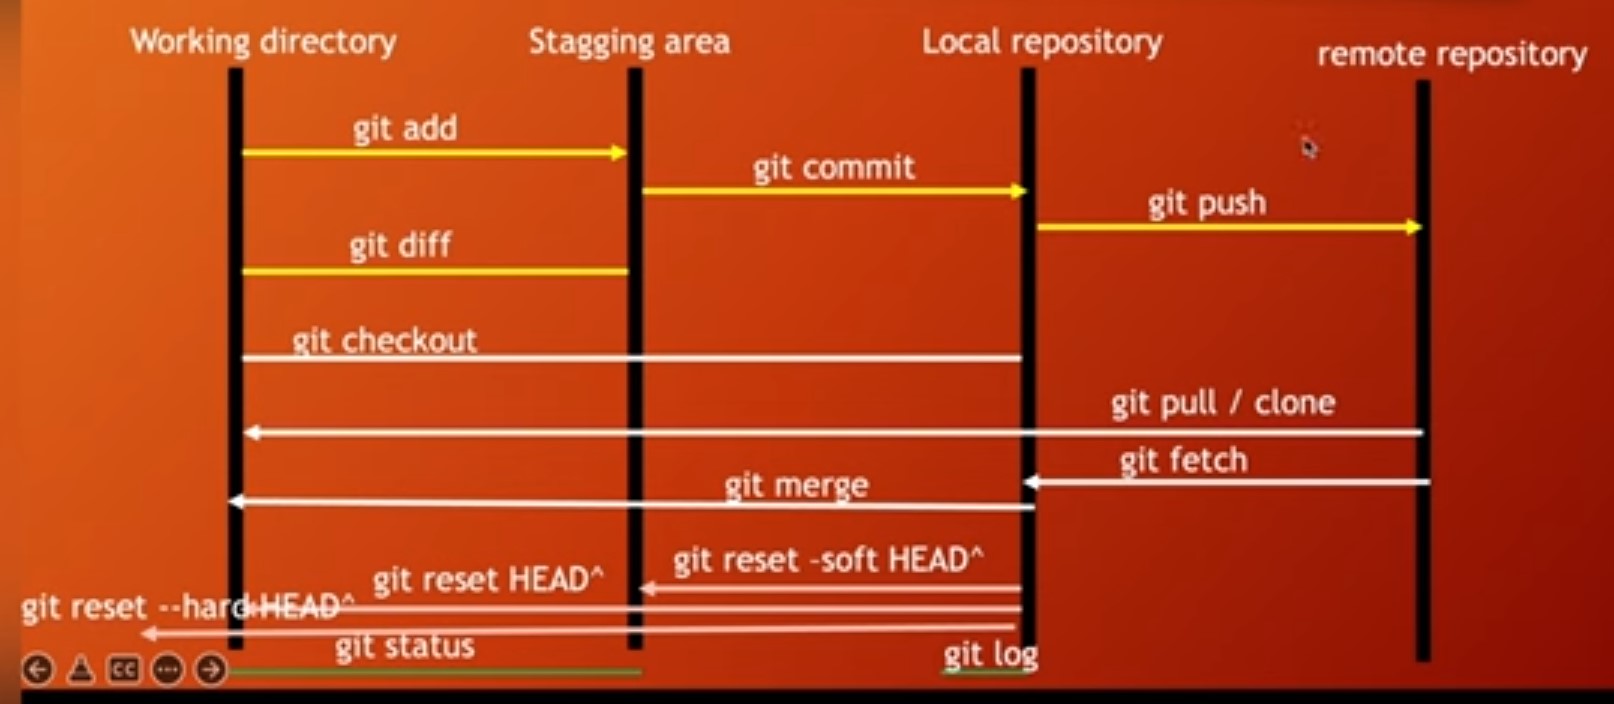 Working directory
Stagging area
Local repository
remote repository
git add
git commit
git push
git diff
git checkout
git pull / clone
git fetch
git merge
git reset -soft HEAD^
git reset HEAD^
git reset --hard HEAD^
git status
git log
CC